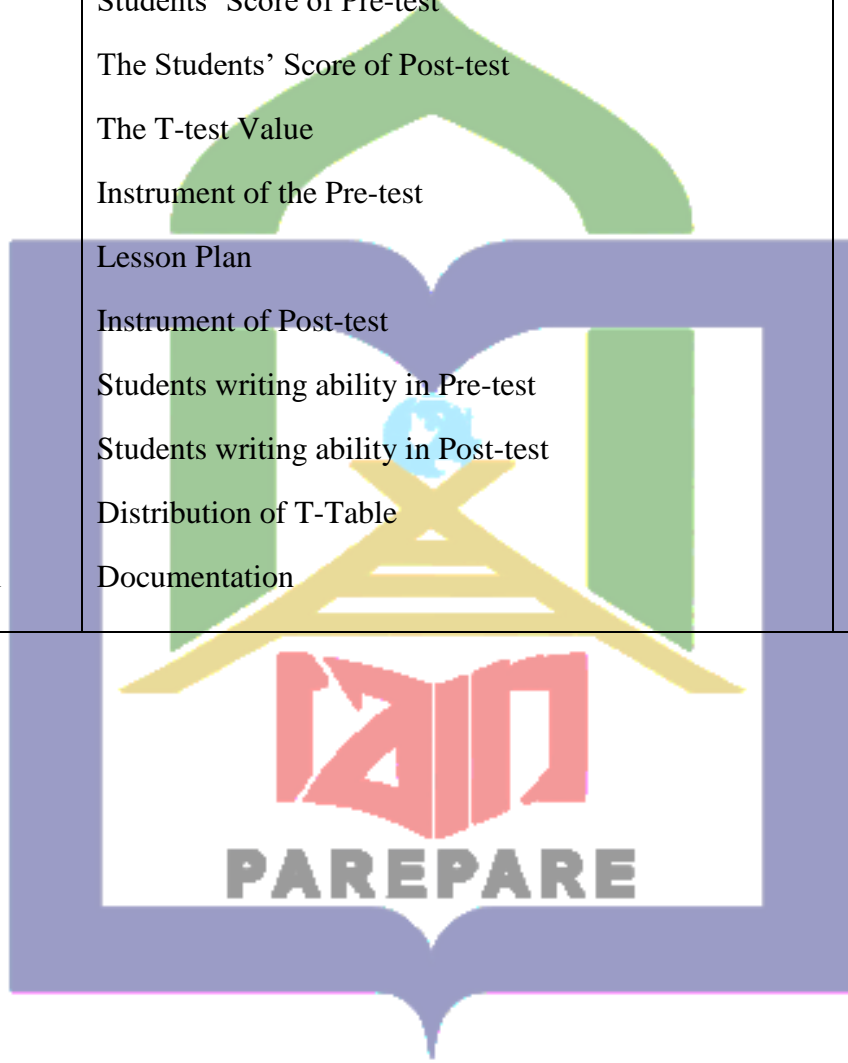 Students' Score of Pre-test
The Students' Score of Post-test
The T-test Value
Instrument of the Pre-test
Lesson Plan
Instrument of Post-test
Students writing ability in Pre-test
Students writing ability in Post-test
Distribution of T-Table
Documentation
PAREPARE